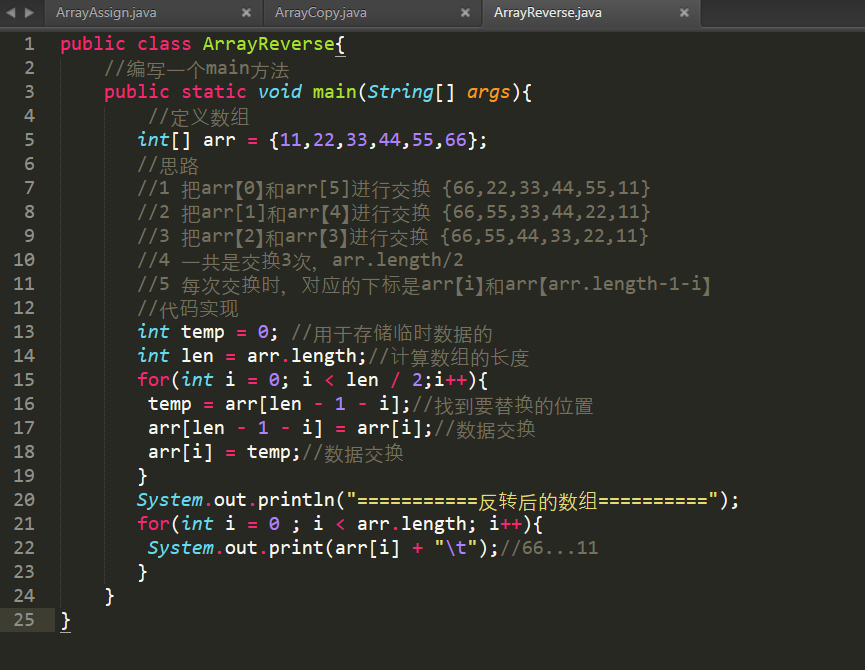 ArrayAssign.java × ArrayCopy.java × ArrayReverse.java ×
1 public class ArrayReverse{
2 //编写一个main方法
3 public static void main(String[] args){
4 //定义数组
5 int[] arr = {11,22,33,44,55,66};
6 //思路
7 //1 把arr【0】和arr[5]进行交换 {66,22,33,44,55,11}
8 //2 把arr[1]和arr【4】进行交换 {66,55,33,44,22,11}
9 //3 把arr【2】和arr【3】进行交换 {66,55,44,33,22,11}
10 //4 一共是交换3次，arr.length/2
11 //5 每次交换时，对应的下标是arr【i】和arr【arr.length-1-i】
12 //代码实现
13 int temp = 0; //用于存储临时数据的
14 int len = arr.length;//计算数组的长度
15 for(int i = 0; i < len / 2;i++){
16 temp = arr[len - 1 - i];//找到要替换的位置
17 arr[len - 1 - i] = arr[i];//数据交换
18 arr[i] = temp;//数据交换
19 }
20 System.out.println("===========反转后的数组==========");
21 for(int i = 0 ; i < arr.length; i++){
22 System.out.print(arr[i] + "\t");//66...11
23 }
24 }
25 }